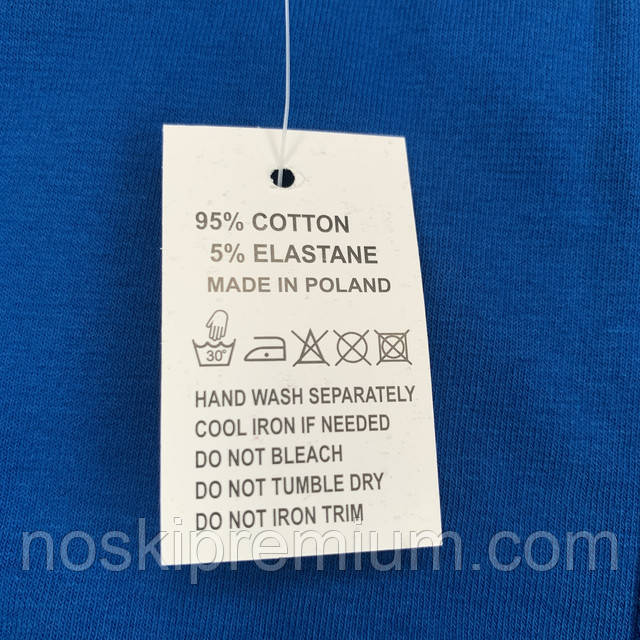 95% COTTON
5% ELASTANE
MADE IN POLAND
30°
HAND WASH SEPARATELY
COOL IRON IF NEEDED
DO NOT BLEACH
DO NOT TUMBLE DRY
DO NOT IRON TRIM
noskipremium.com